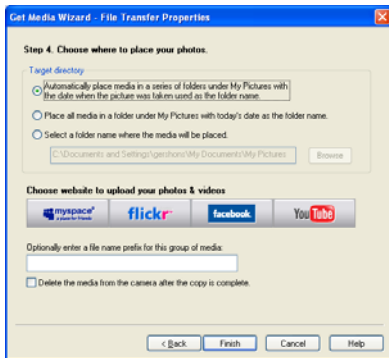 Get Media Wizard - File Transfer Properties
Step 4. Choose where to place your photos.
Target directory
Automatically place media in a series of folders under My Pictures with
the date when the picture was taken used as the folder name.
Place all media in a folder under My Pictures with today's date as the folder name.
Select a folder name where the media will be placed.
C:\Documents and Settings\gershons\My Documents\My Pictures
Browse
Choose website to upload your photos & videos
myspace
a place for friends
flickr
facebook
YouTube
Optionally enter a file name prefix for this group of media:
Delete the media from the camera after the copy is complete.
< Back
Finish
Cancel
Help